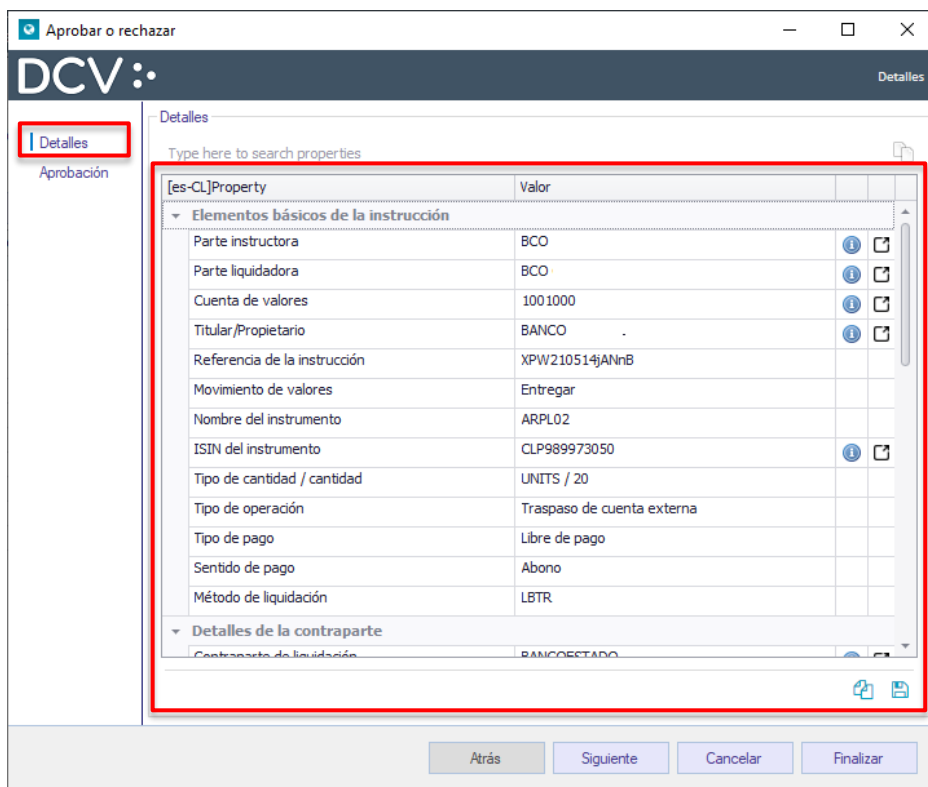 Aprobar o rechazar
DCV
Detalles
Detalles
Aprobación
Detalles
Type here to search properties
[es-CL]Property Valor
Elementos básicos de la instrucción
Parte instructora BCO
Parte liquidadora BCO
Cuenta de valores 1001000
Titular/Propietario BANCO .
Referencia de la instrucción XPW210514jANnB
Movimiento de valores Entregar
Nombre del instrumento ARPL02
ISIN del instrumento CLP989973050
Tipo de cantidad / cantidad UNITS / 20
Tipo de operación Traspaso de cuenta externa
Tipo de pago Libre de pago
Sentido de pago Abono
Método de liquidación LBTR
Detalles de la contraparte
Contraparte de liquidación BANCOESTADO
Atrás Siguiente Cancelar Finalizar